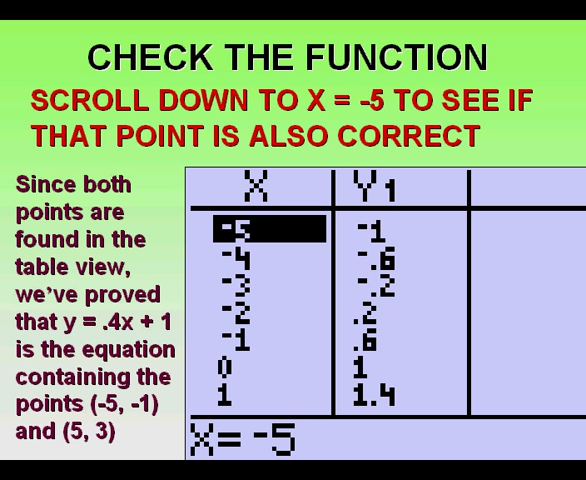 CHECK THE FUNCTION
SCROLL DOWN TO X = -5 TO SEE IF
THAT POINT IS ALSO CORRECT
Since both
points are
found in the
table view,
we've proved
that y = .4x + 1
is the equation
containing the
points (-5, -1)
and (5, 3)
X Y1
-5 -1
-4 -.6
-3 -.2
-2 .2
-1 .6
0 1
1 1.4
X= -5